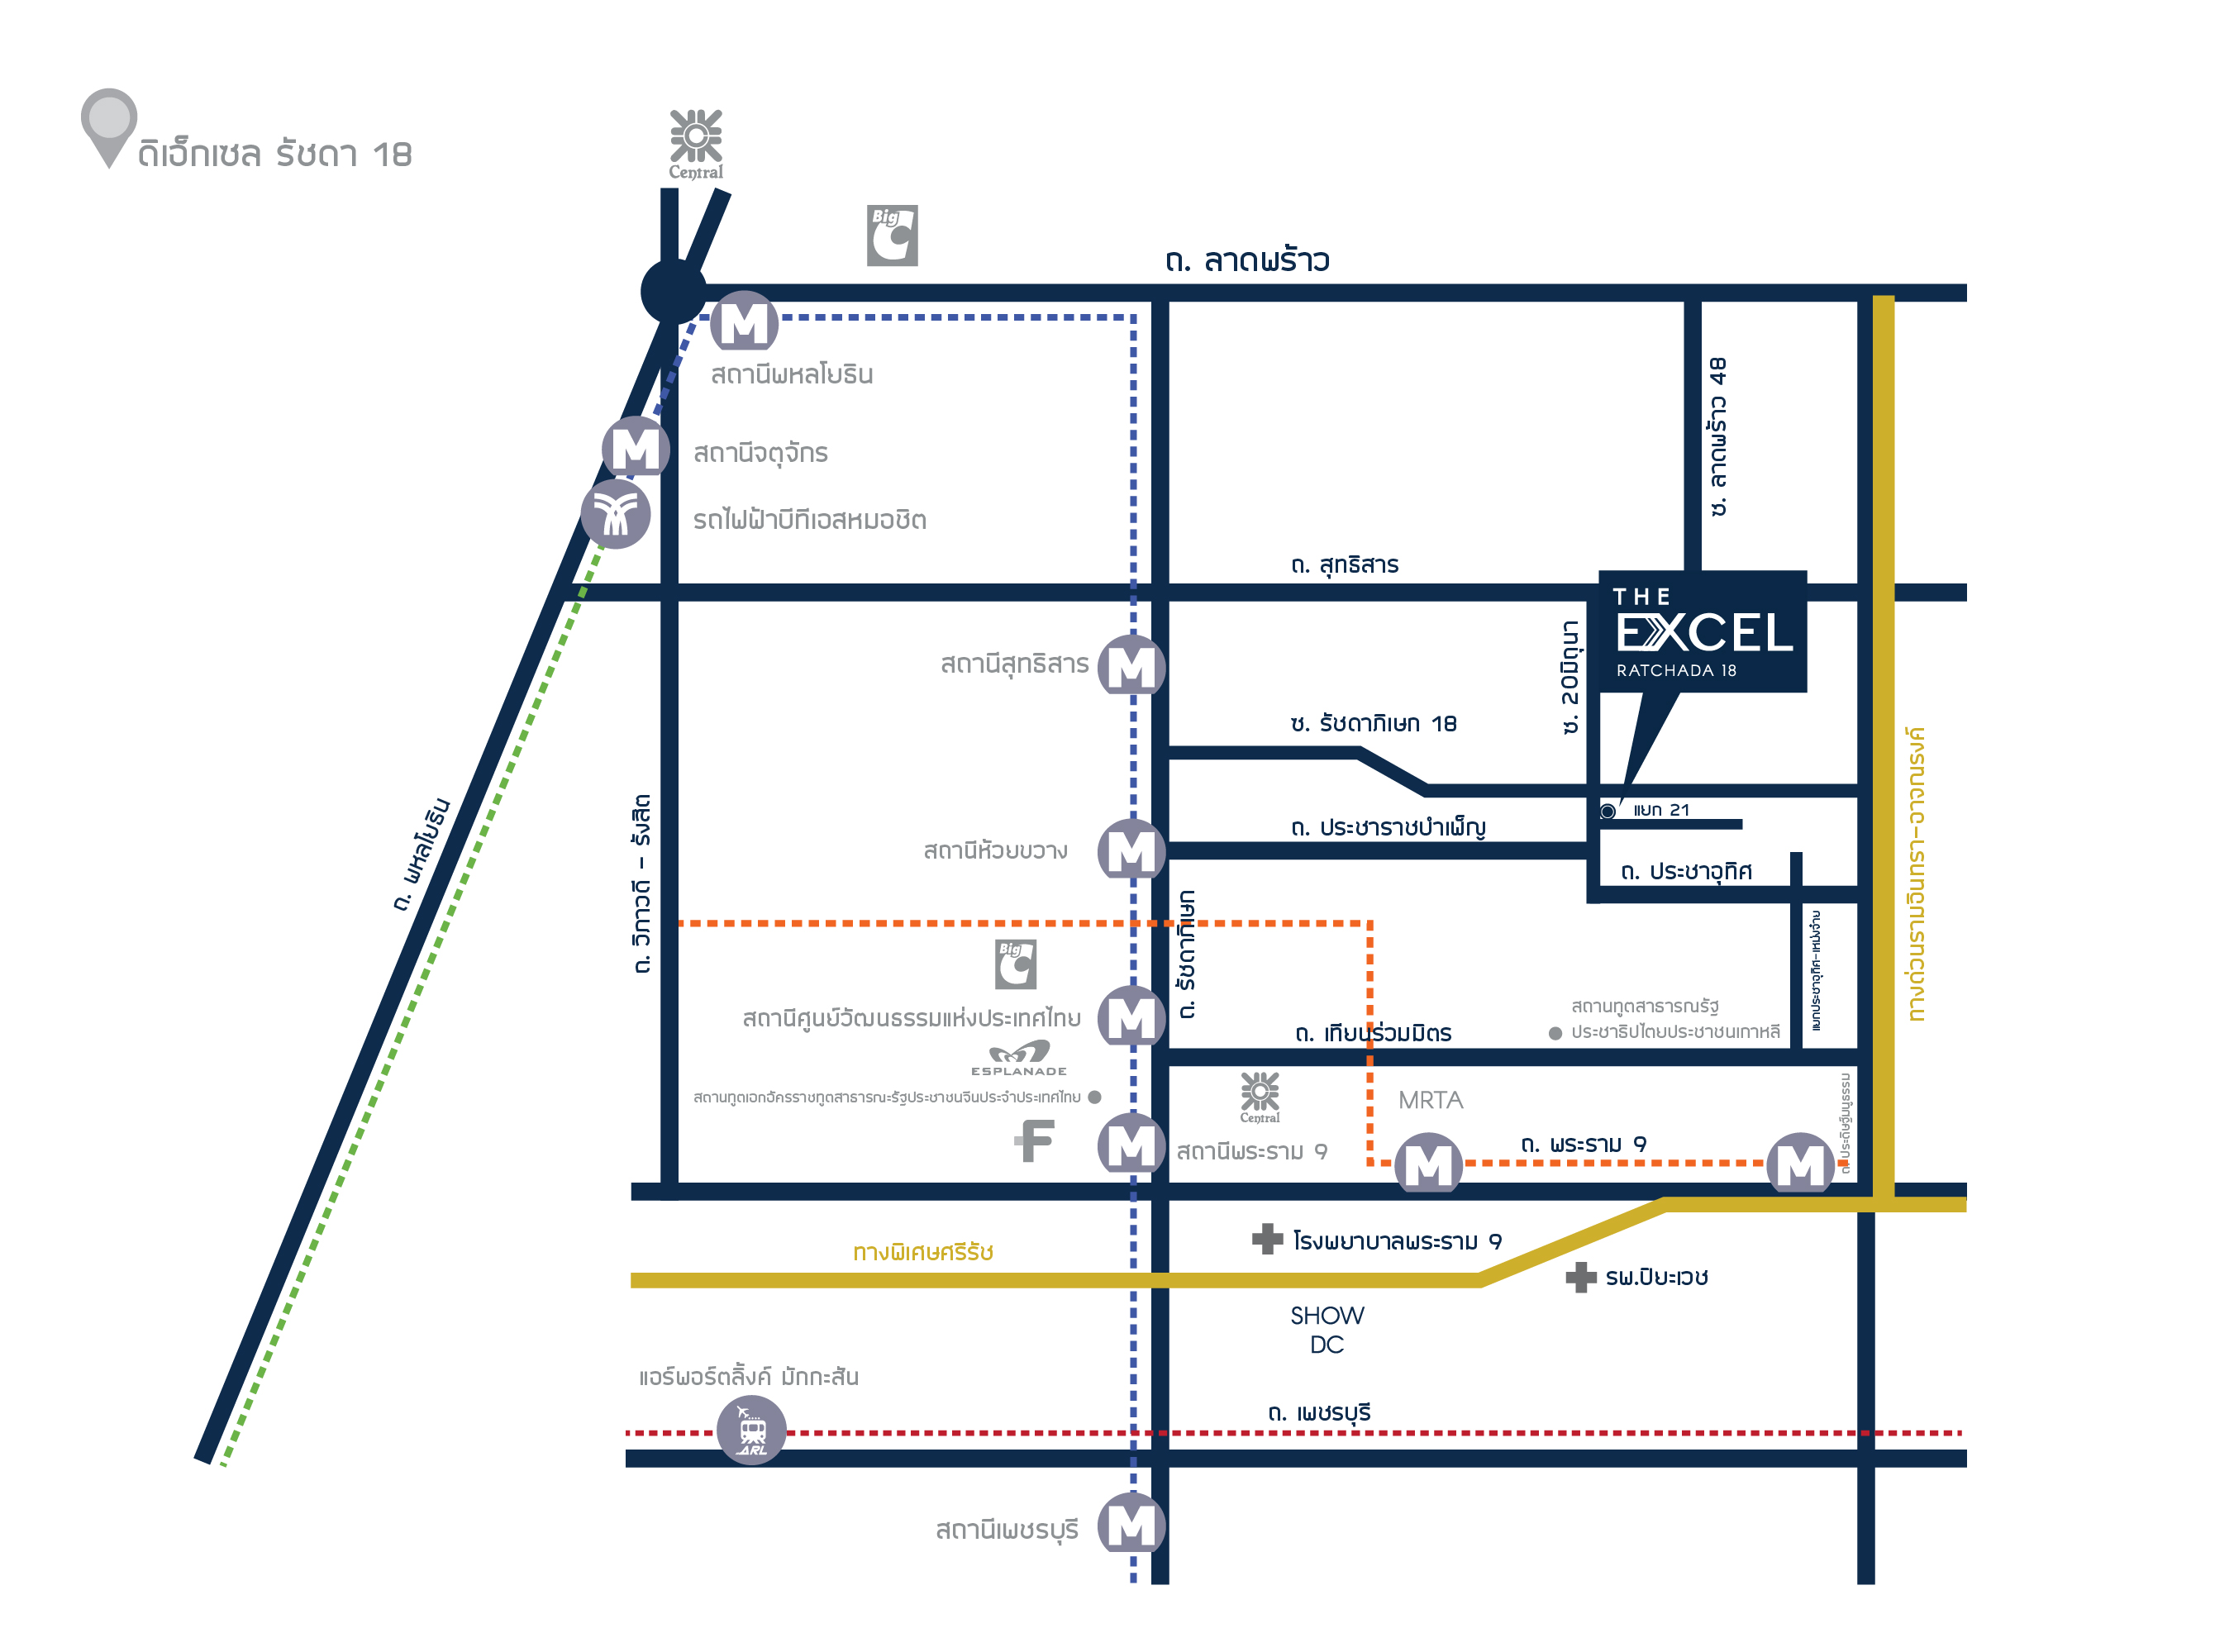 ดิเอ็กเซล รัชดา 18
Central
Big C
ถ. ลาดพร้าว
M
สถานีพหลโยธิน
ซ. ลาดพร้าว 48
M
สถานีจตุจักร
รถไฟฟ้าบีทีเอสหมอชิต
ถ. สุทธิสาร
THE
EXCEL
RATCHADA 18
ซ. 20มิถุนา
สถานีสุทธิสาร
M
ซ. รัชดาภิเษก 18
ทางด่วนรามอินทรา-อาจณรงค์
ถ. พหลโยธิน
ถ. วิภาวดี - รังสิต
แยก 21
ถ. ประชาราชบำเพ็ญ
สถานีห้วยขวาง
M
ถ. ประชาอุทิศ
ถ. รัชดาภิเษก
แยกประชาอุทิศ-เหม่งจ๋าย
Big C
สถานีศูนย์วัฒนธรรมแห่งประเทศไทย
M
สถานทูตสาธารณรัฐ
ประชาธิปไตยประชาชนเกาหลี
ถ. เทียนร่วมมิตร
ESPLANADE
สถานทูตเอกอัครราชทูตสาธารณะรัฐประชาชนจีนประจำประเทศไทย
Central
MRTA
ถ. ประดิษฐ์มนูธรรม
F
M
สถานีพระราม 9
M
ถ. พระราม 9
M
ทางพิเศษศรีรัช
โรงพยาบาลพระราม 9
รพ.ปิยะเวช
SHOW
DC
แอร์พอร์ตลิ้งค์ มักกะสัน
ARL
ถ. เพชรบุรี
สถานีเพชรบุรี
M